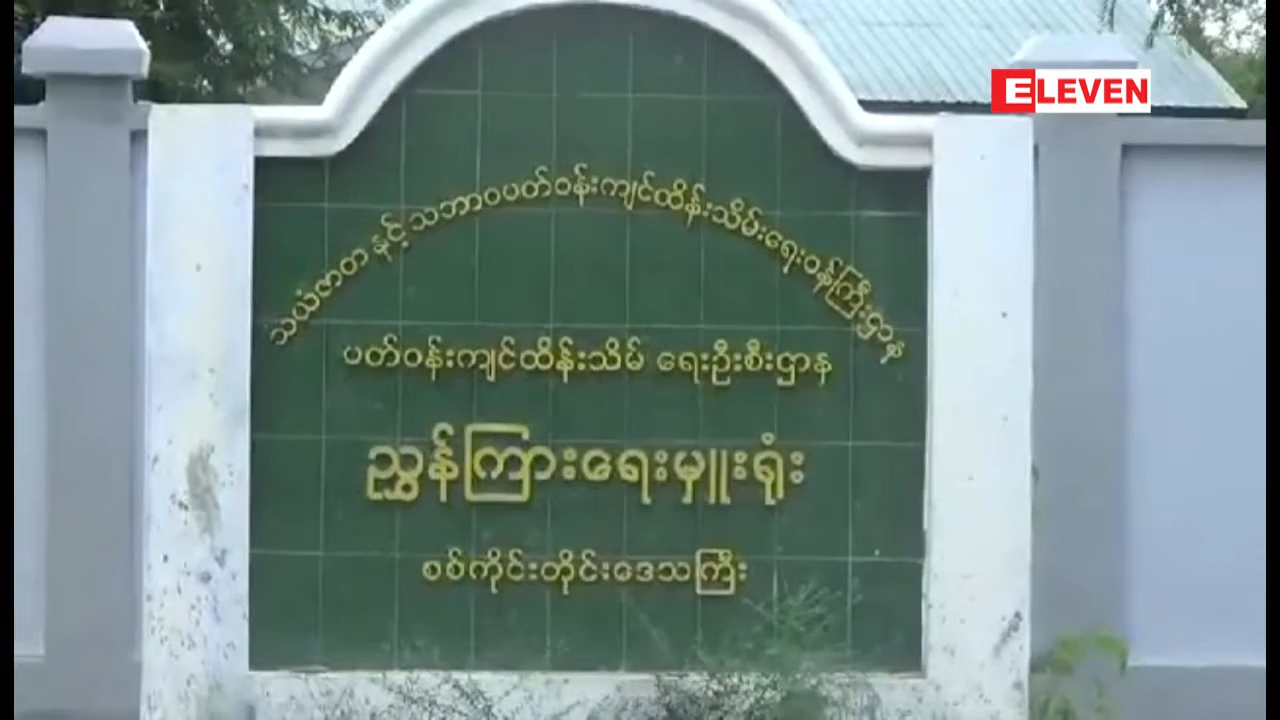 ELEVEN
သယံဇာတ နှင့် သဘာဝပတ်ဝန်းကျင်ထိန်းသိမ်းရေးဝန်ကြီးဌာန
ပတ်ဝန်းကျင်ထိန်းသိမ် ရေးဦးစီးဌာန
ညွှန်ကြားရေးမှူးရုံး
စစ်ကိုင်းတိုင်းဒေသကြီး